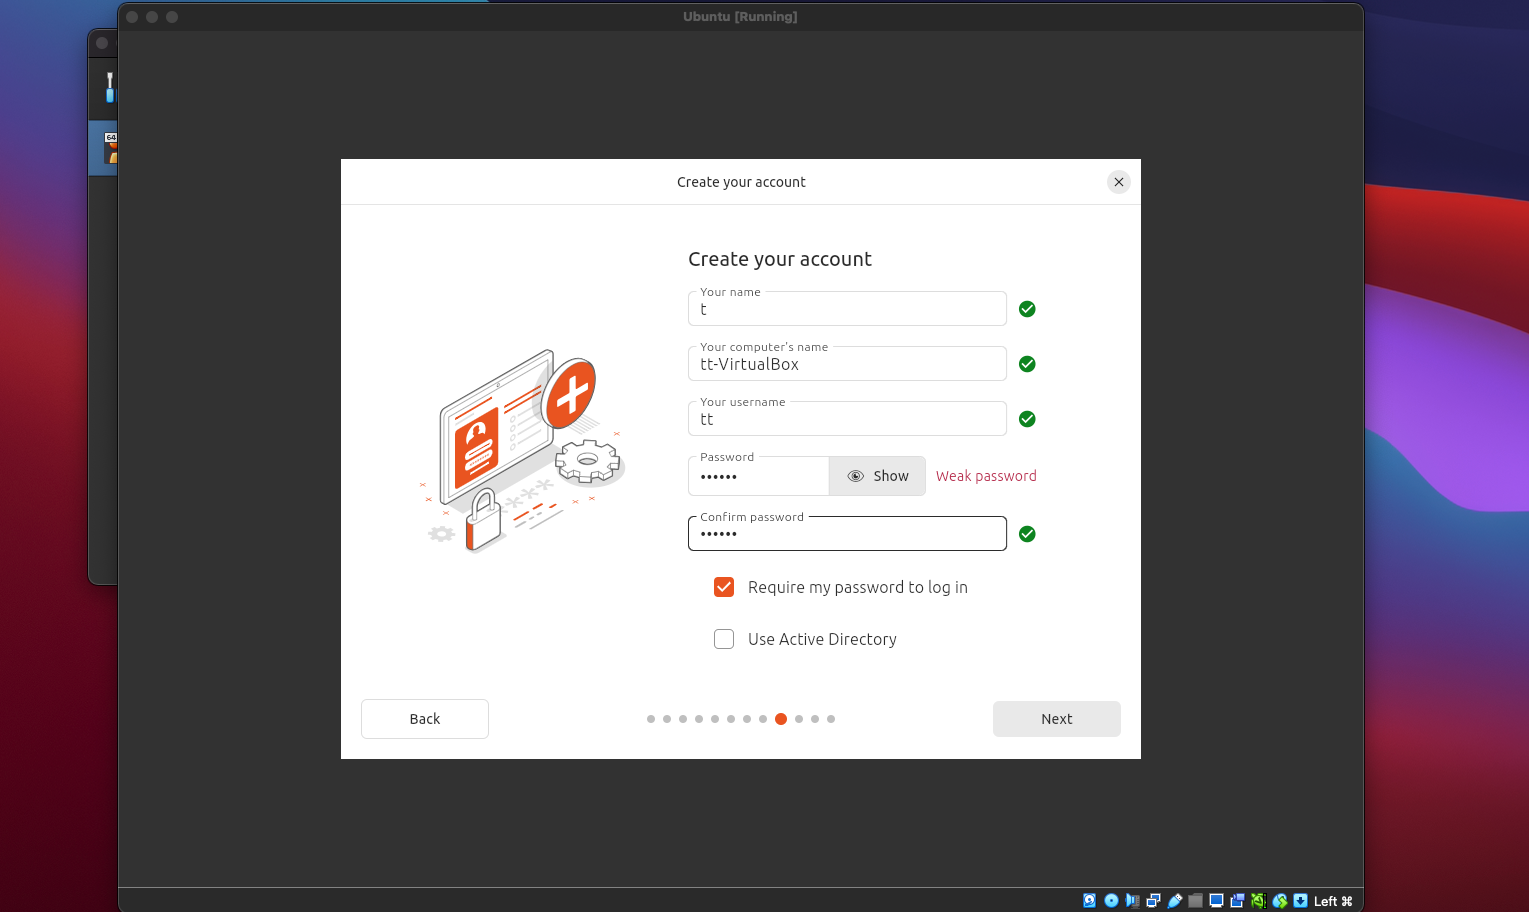 Ubuntu [Running]
64
Create your account
Create your account
Your name
t
Your computer's name
tt-VirtualBox
Your username
tt
Password
••••••
Show
Weak password
Confirm password
••••••
Require my password to log in
Use Active Directory
Back
Next
Left ⌘